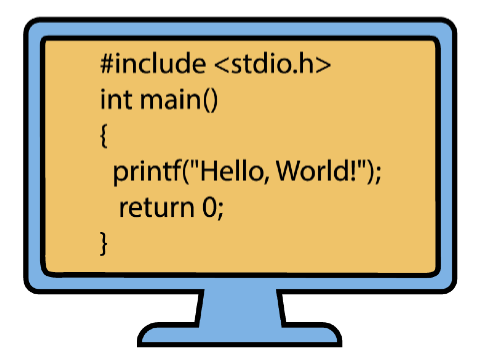 #include <stdio.h>
int main()
{
  printf("Hello, World!");
  return 0;
}